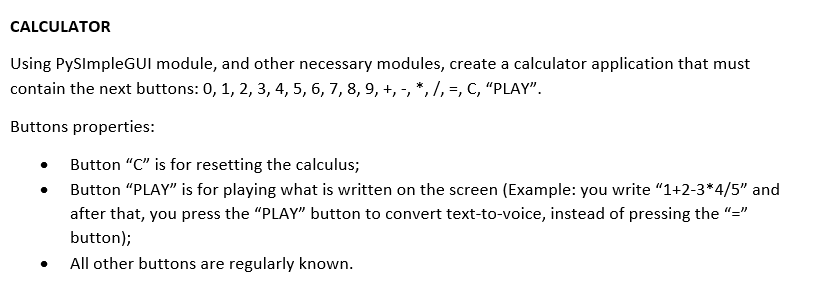 CALCULATOR
Using PySImpleGUI module, and other necessary modules, create a calculator application that must
contain the next buttons: 0, 1, 2, 3, 4, 5, 6, 7, 8, 9, +, -, *, /, =, C, “PLAY”.
Buttons properties:
• Button “C” is for resetting the calculus;
• Button “PLAY” is for playing what is written on the screen (Example: you write “1+2-3*4/5” and
after that, you press the “PLAY” button to convert text-to-voice, instead of pressing the “=”
button);
• All other buttons are regularly known.